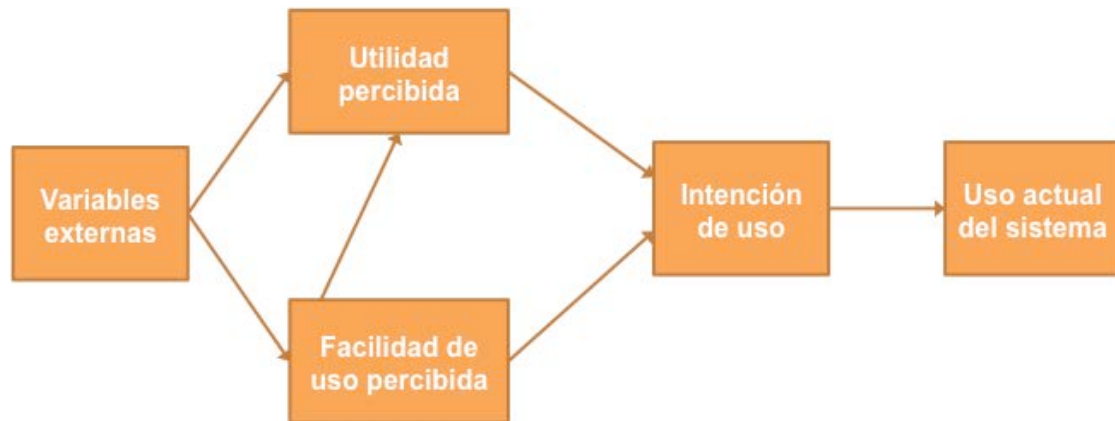 Utilidad
percibida
Variables
externas
Intención
de uso
Uso actual
del sistema
Facilidad de
uso percibida